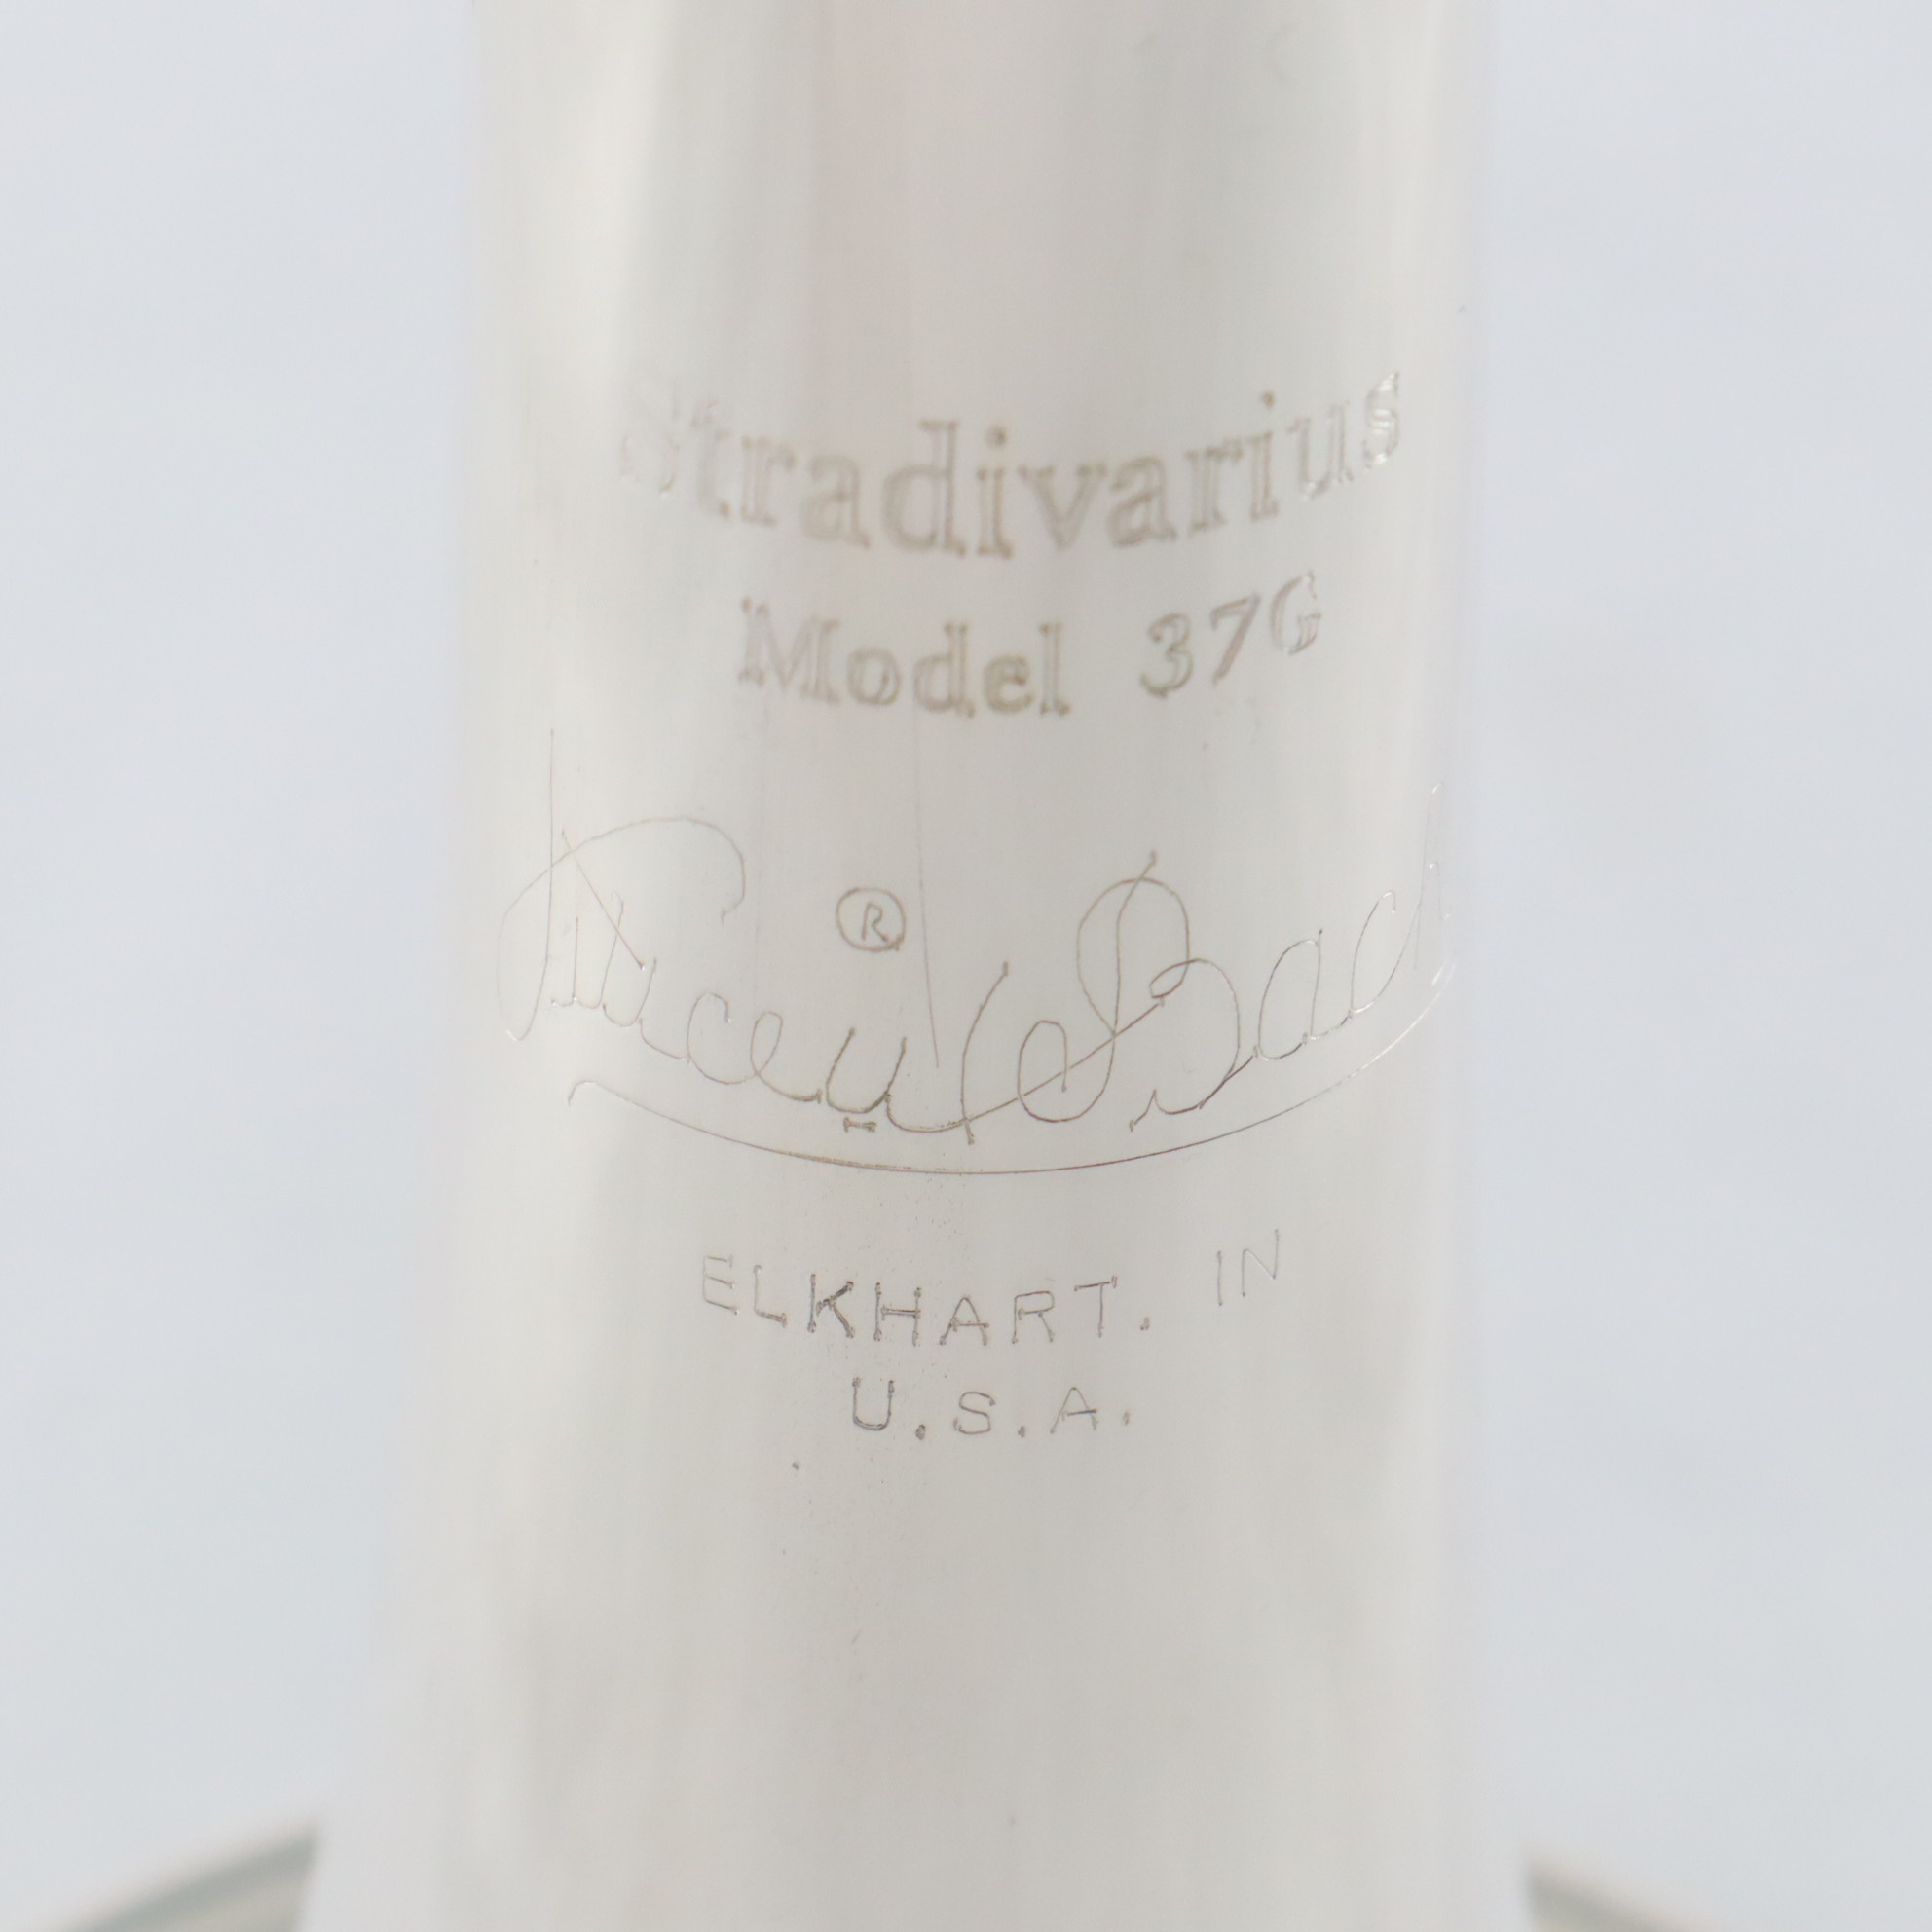 Stradivarius
Model 37G
®
Vincent Bach
ELKHART. IN
U.S.A.